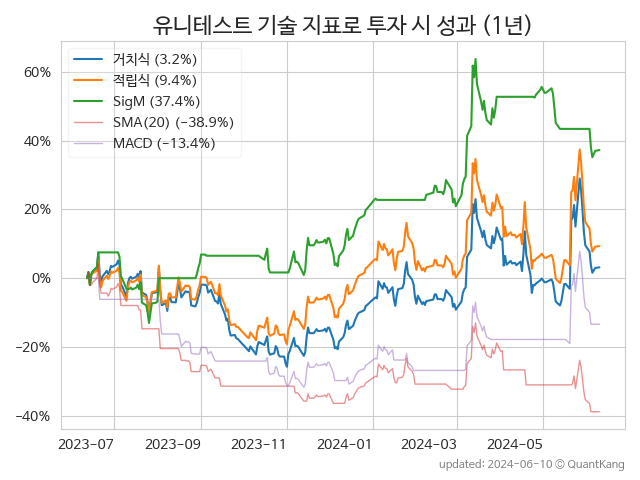 유니테스트 기술 지표로 투자 시 성과 (1년)
거치식 (3.2%)
적립식 (9.4%)
SigM (37.4%)
SMA(20) (−38.9%)
MACD (−13.4%)
60%
40%
20%
0%
−20%
−40%
2023-07 2023-09 2023-11 2024-01 2024-03 2024-05
updated: 2024-06-10 © QuantKang